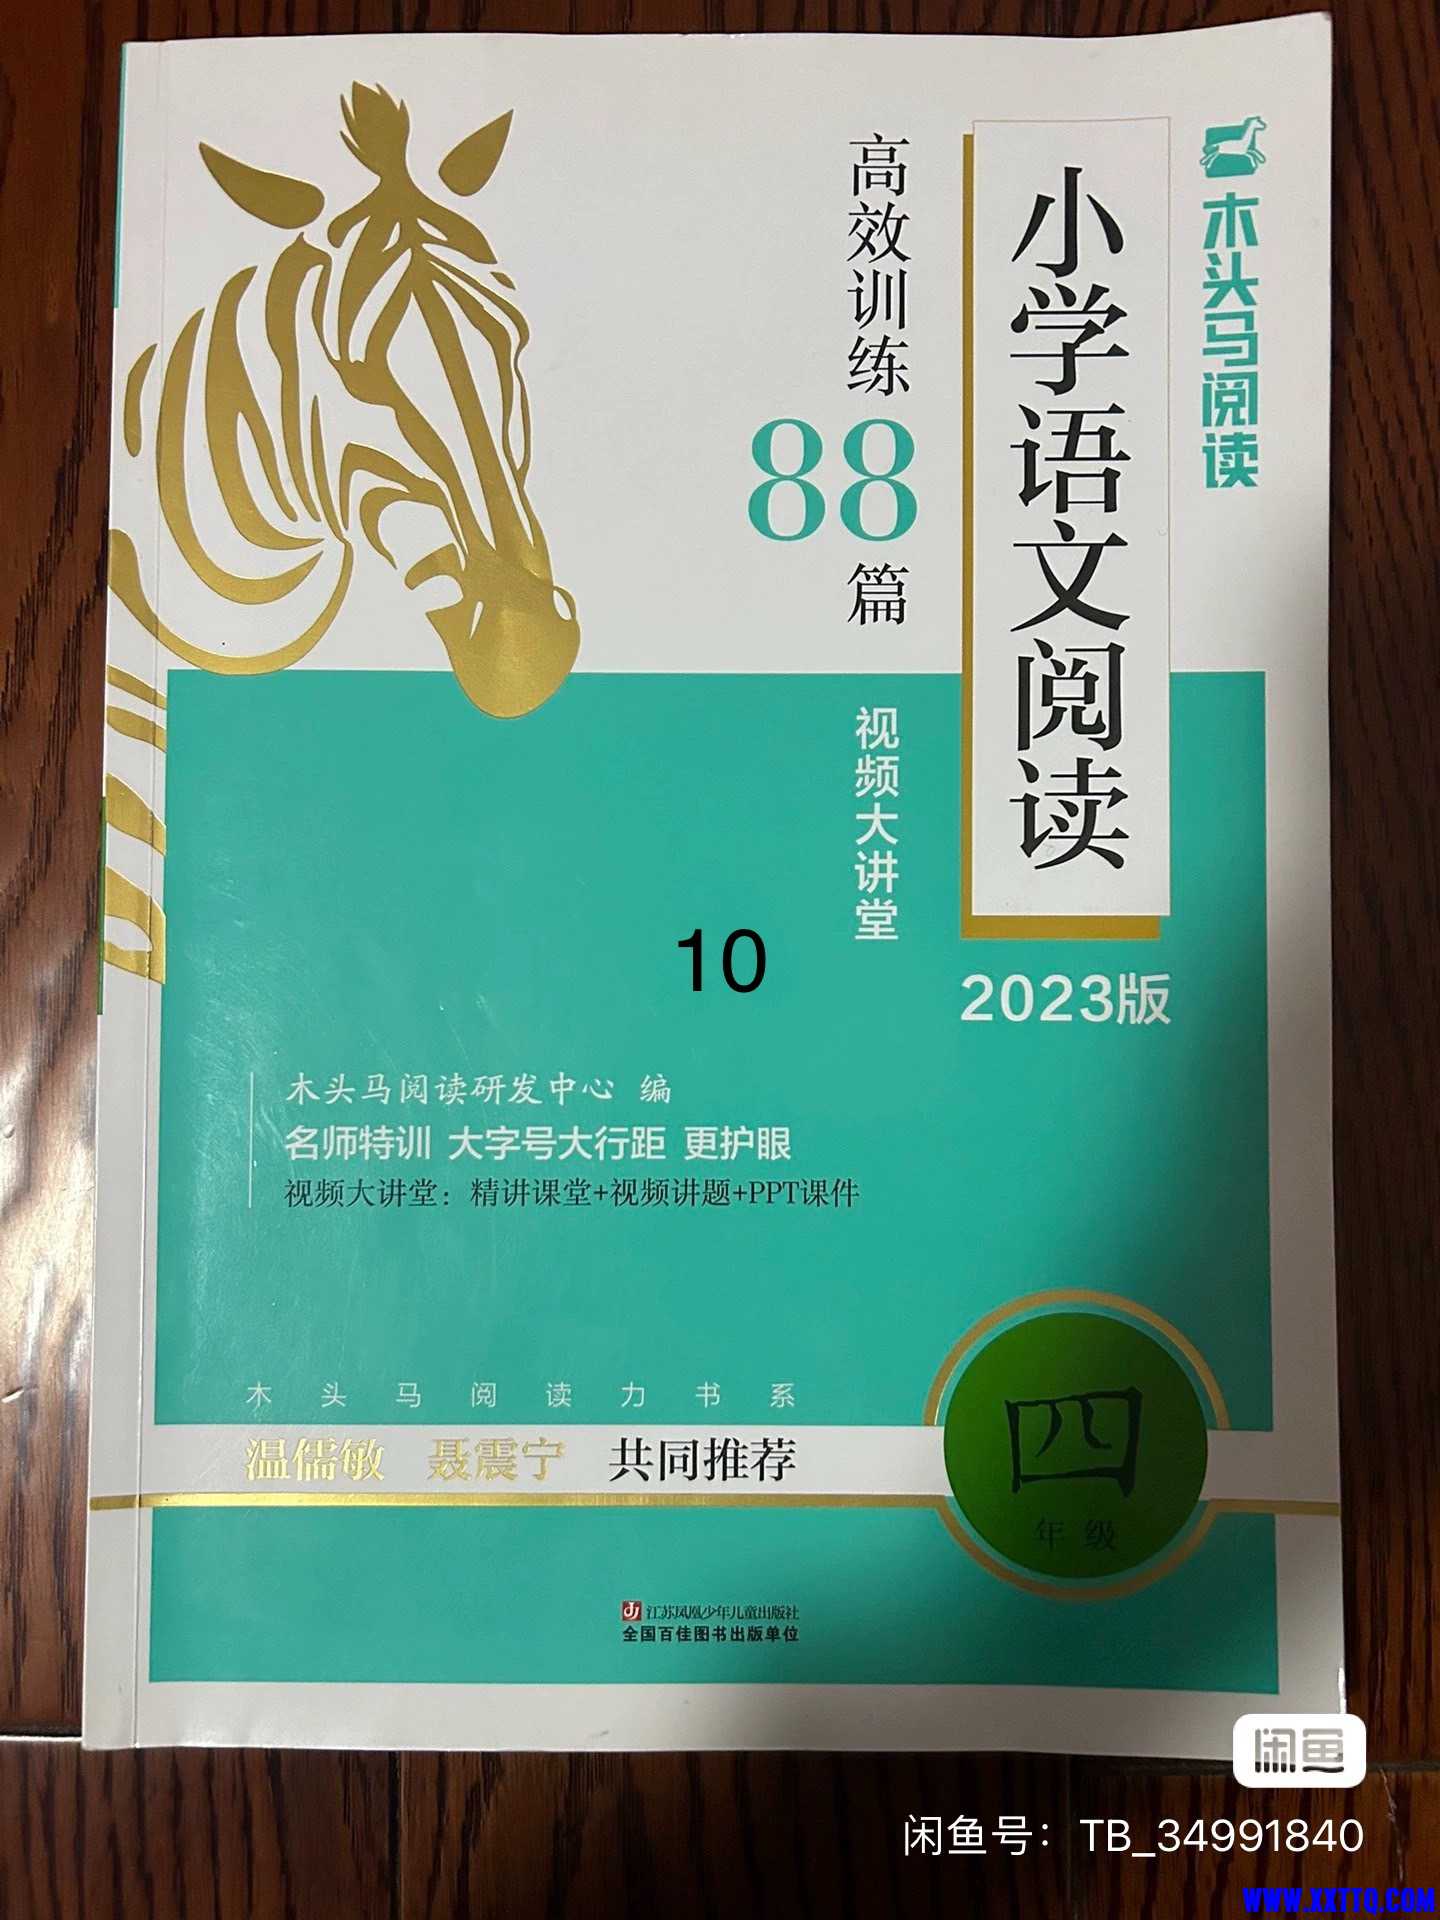 木头马阅读
小学语文阅读
高效训练88篇
视频大讲堂
10
2023版
木头马阅读研发中心 编
名师特训 大字号大行距 更护眼
视频大讲堂：精讲课堂+视频讲题+PPT课件
木头马阅读力书系
温儒敏 聂震宁 共同推荐
四
年级
江苏凤凰少年儿童出版社
全国百佳图书出版单位
闲鱼
闲鱼号：TB_34991840
WWW.XXTTQ.COM